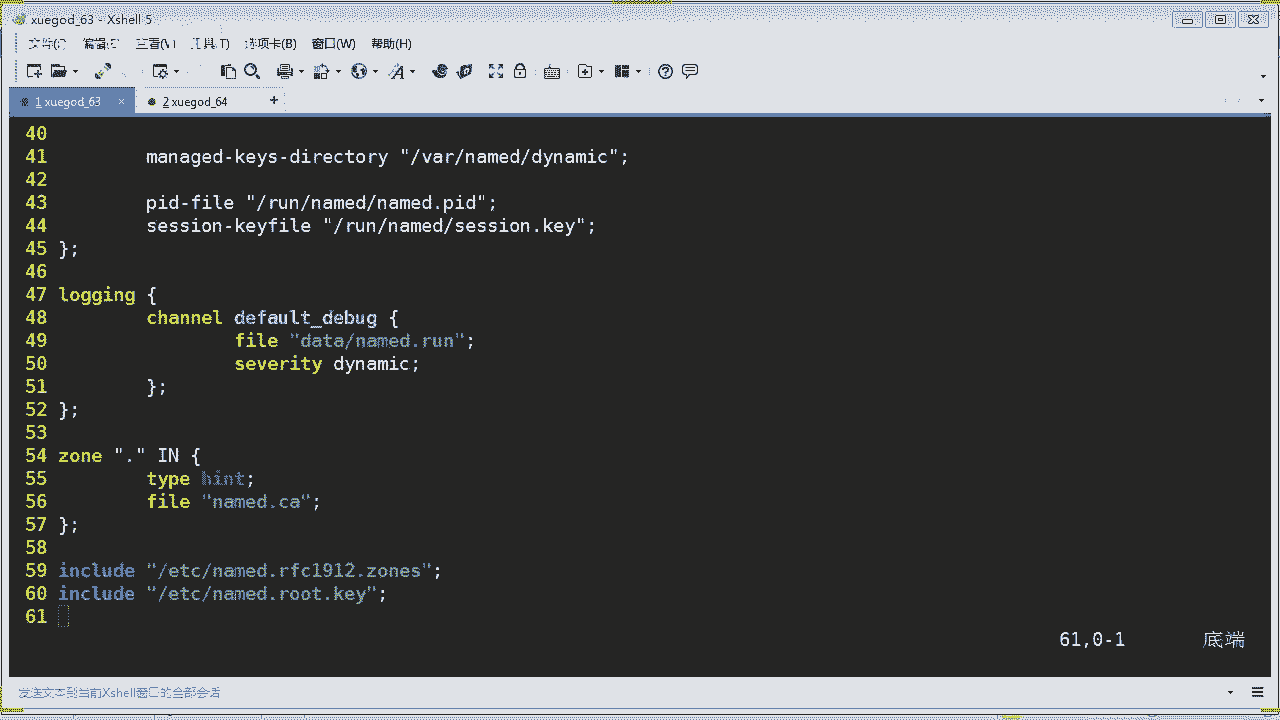 xuegod_63 - Xshell 5
文件(F) 编辑(E) 查看(V) 工具(T) 选项卡(B) 窗口(W) 帮助(H)
1 xuegod_63 × 2 xuegod_64 +
40
41 managed-keys-directory "/var/named/dynamic";
42
43 pid-file "/run/named/named.pid";
44 session-keyfile "/run/named/session.key";
45 };
46
47 logging {
48 channel default_debug {
49 file "data/named.run";
50 severity dynamic;
51 };
52 };
53
54 zone "." IN {
55 type hint;
56 file "named.ca";
57 };
58
59 include "/etc/named.rfc1912.zones";
60 include "/etc/named.root.key";
61
61,0-1 底端
发送文本到当前Xshell窗口的全部会话